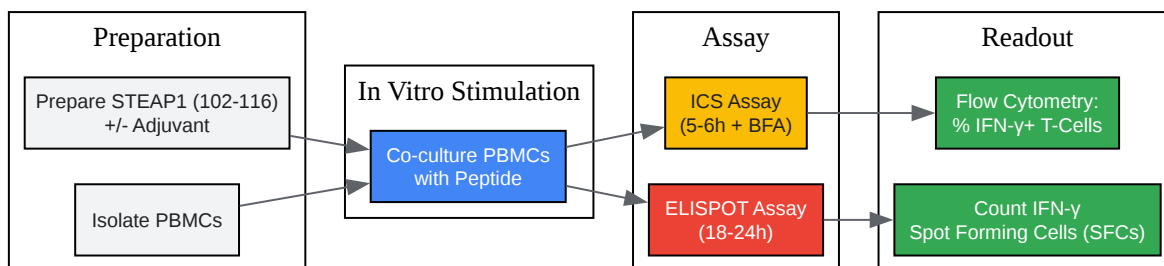 Preparation
Prepare STEAP1 (102-116)
+/- Adjuvant
Isolate PBMCs
In Vitro Stimulation
Co-culture PBMCs
with Peptide
Assay
ICS Assay
(5-6h + BFA)
ELISPOT Assay
(18-24h)
Readout
Flow Cytometry:
% IFN-γ+ T-Cells
Count IFN-γ
Spot Forming Cells (SFCs)